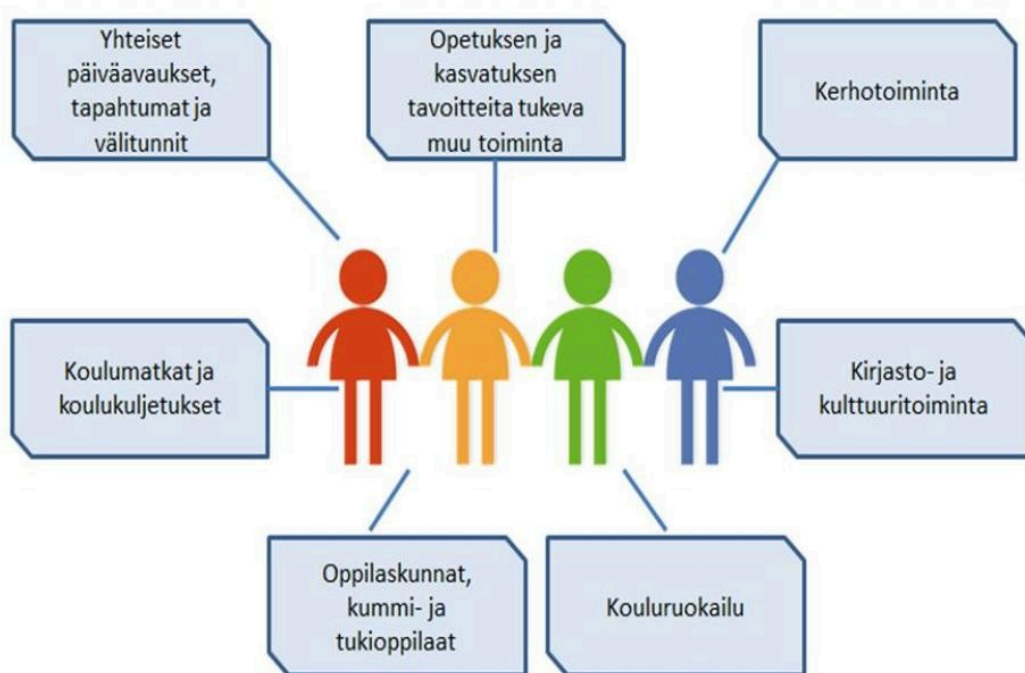 Yhteiset
päiväavaukset,
tapahtumat ja
välitunnit
Opetuksen ja
kasvatuksen
tavoitteita tukeva
muu toiminta
Kerhotoiminta
Koulumatkat ja
koulukuljetukset
Kirjasto- ja
kulttuuritoiminta
Oppilaskunnat,
kummi- ja
tukioppilaat
Kouluruokailu